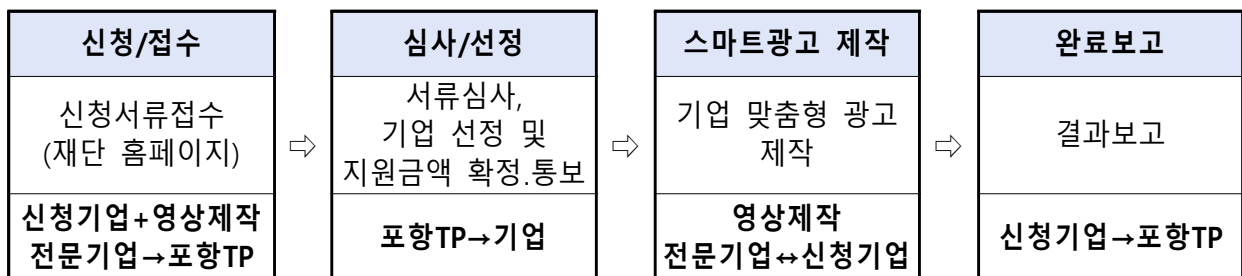 신청/접수
신청서류접수
(재단 홈페이지)
신청기업+영상제작
전문기업→포항TP
⇨
심사/선정
서류심사,
기업 선정 및
지원금액 확정.통보
포항TP→기업
⇨
스마트광고 제작
기업 맞춤형 광고
제작
영상제작
전문기업↔신청기업
⇨
완료보고
결과보고
신청기업→포항TP